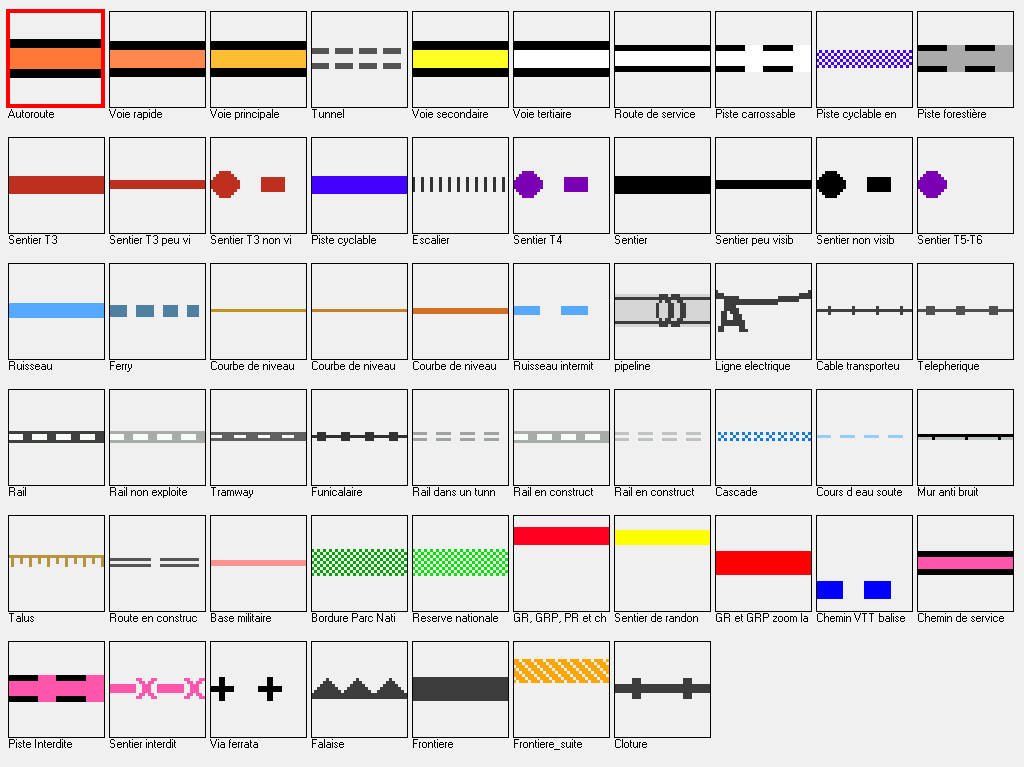 Autoroute
Voie rapide
Voie principale
Tunnel
Voie secondaire
Voie tertiaire
Route de service
Piste carrossable
Piste cyclable en
Piste forestière
Sentier T3
Sentier T3 peu vi
Sentier T3 non vi
Piste cyclable
Escalier
Sentier T4
Sentier
Sentier peu visib
Sentier non visib
Sentier T5-T6
Ruisseau
Ferry
Courbe de niveau
Courbe de niveau
Courbe de niveau
Ruisseau intermit
pipeline
Ligne electrique
Cable transporteu
Telepherique
Rail
Rail non exploite
Tramway
Funicalaire
Rail dans un tunn
Rail en construct
Rail en construct
Cascade
Cours d eau soute
Mur anti bruit
Talus
Route en construc
Base militaire
Bordure Parc Nati
Reserve nationale
GR, GRP, PR et ch
Sentier de randon
GR et GRP zoom la
Chemin VTT balise
Chemin de service
Piste Interdite
Sentier interdit
Via ferrata
Falaise
Frontiere
Frontiere_suite
Cloture